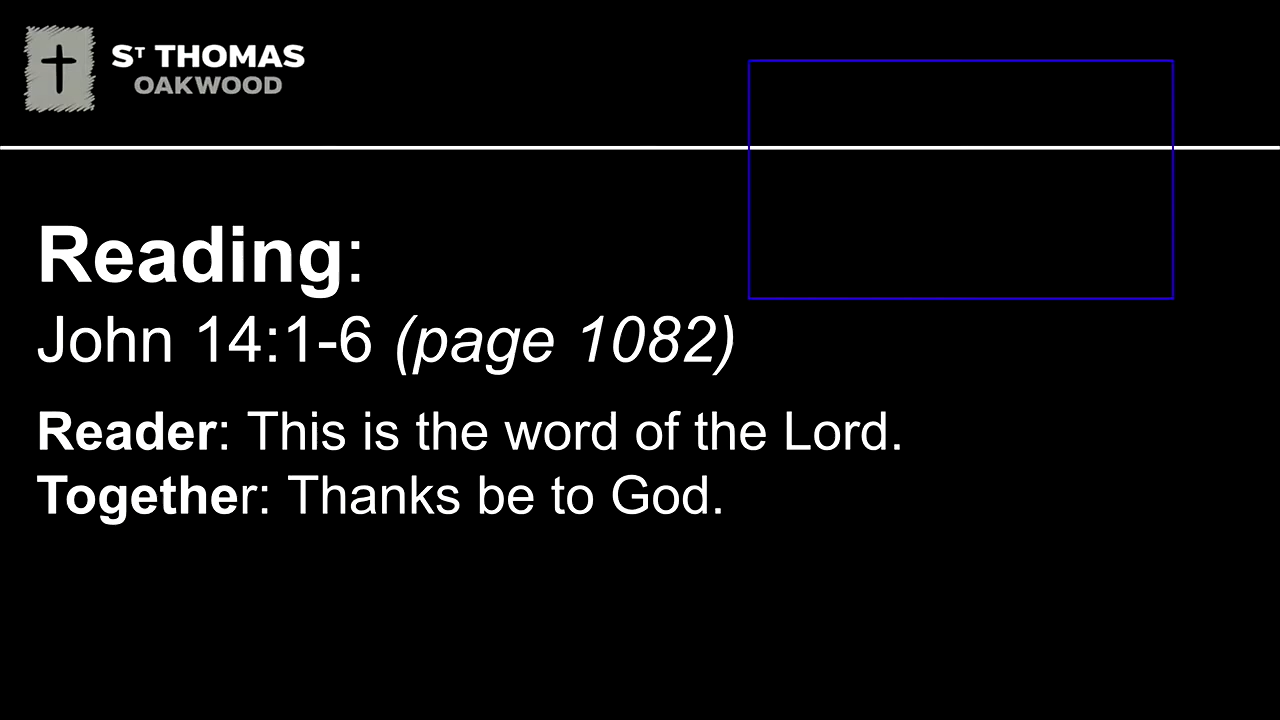 ST THOMAS
OAKWOOD
Reading:
John 14:1-6 (page 1082)
Reader: This is the word of the Lord.
Together: Thanks be to God.